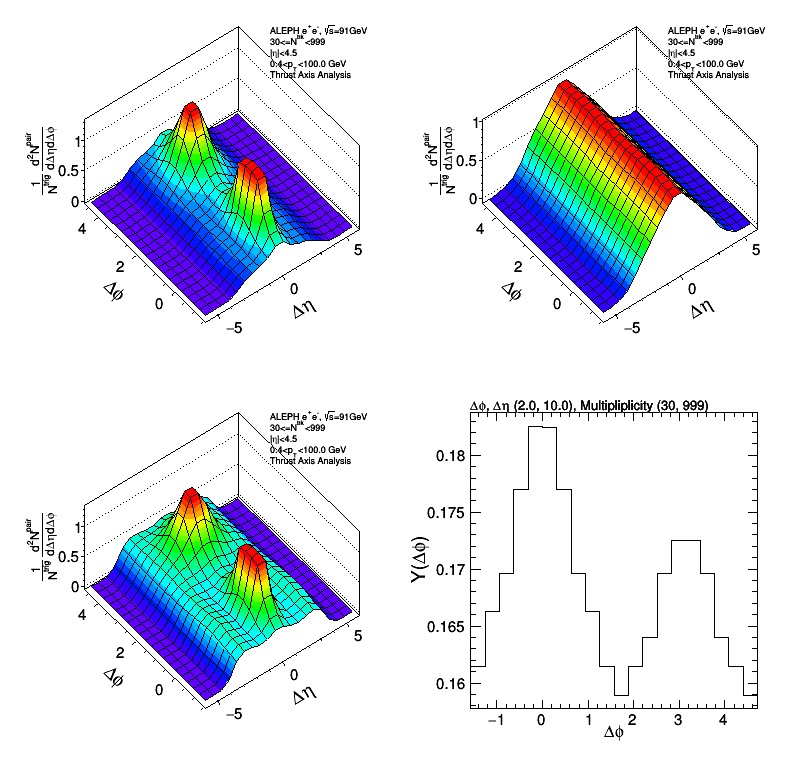 ALEPH e⁺e⁻, √s=91GeV
30<=N^trk<999
|η|<4.5
0.4<p_T<100.0 GeV
Thrust Axis Analysis
1/N^trig d²N^pair/dΔηdΔϕ
1
0.5
0
4
2
0
Δϕ
−5
0
5
Δη
ALEPH e⁺e⁻, √s=91GeV
30<=N^trk<999
|η|<4.5
0.4<p_T<100.0 GeV
Thrust Axis Analysis
1/N^trig d²N^pair/dΔηdΔϕ
1
0.5
0
4
2
0
Δϕ
−5
0
5
Δη
ALEPH e⁺e⁻, √s=91GeV
30<=N^trk<999
|η|<4.5
0.4<p_T<100.0 GeV
Thrust Axis Analysis
1/N^trig d²N^pair/dΔηdΔϕ
1
0.5
0
4
2
0
Δϕ
−5
0
5
Δη
Δϕ, Δη (2.0, 10.0), Multipliplicity (30, 999)
Y(Δϕ)
0.18
0.175
0.17
0.165
0.16
−1 0 1 2 3 4
Δϕ